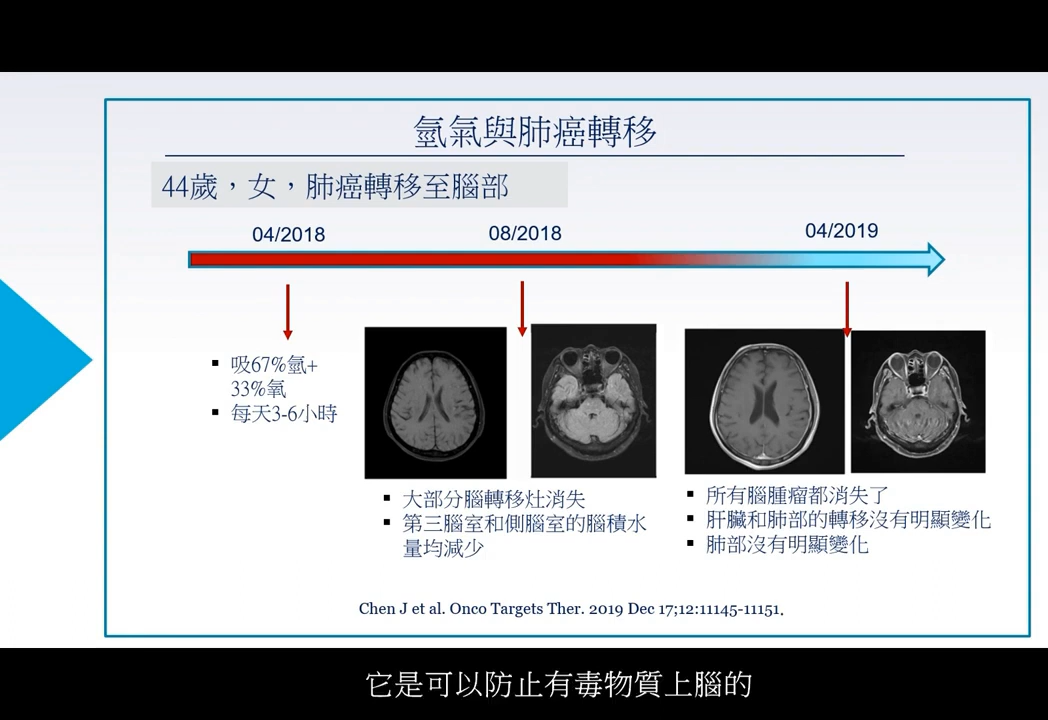 氫氣與肺癌轉移
44歲，女，肺癌轉移至腦部
04/2018
08/2018
04/2019
▪ 吸67%氫+
33%氧
▪ 每天3-6小時
▪ 大部分腦轉移灶消失
▪ 第三腦室和側腦室的腦積水
量均減少
▪ 所有腦腫瘤都消失了
▪ 肝臟和肺部的轉移沒有明顯變化
▪ 肺部沒有明顯變化
Chen J et al. Onco Targets Ther. 2019 Dec 17;12:11145-11151.
它是可以防止有毒物質上腦的